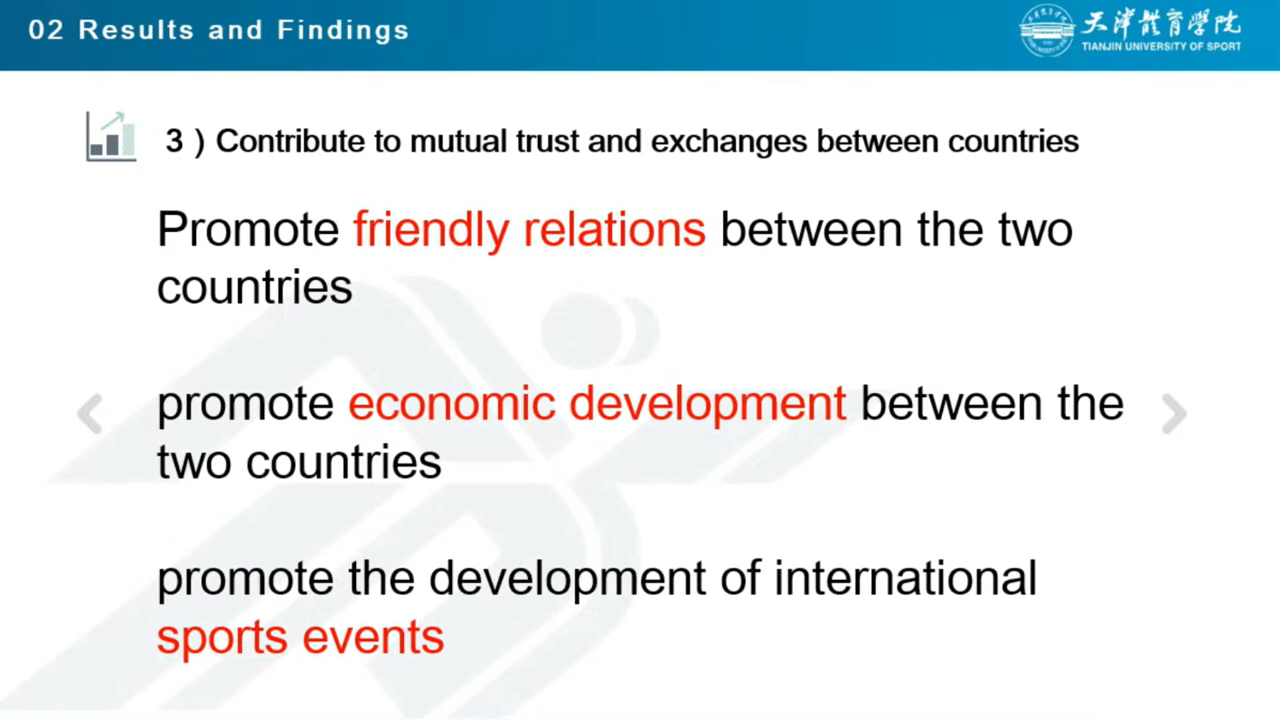 02 Results and Findings
天津體育學院
TIANJIN UNIVERSITY OF SPORT
3）Contribute to mutual trust and exchanges between countries
Promote friendly relations between the two
countries
promote economic development between the
two countries
promote the development of international
sports events